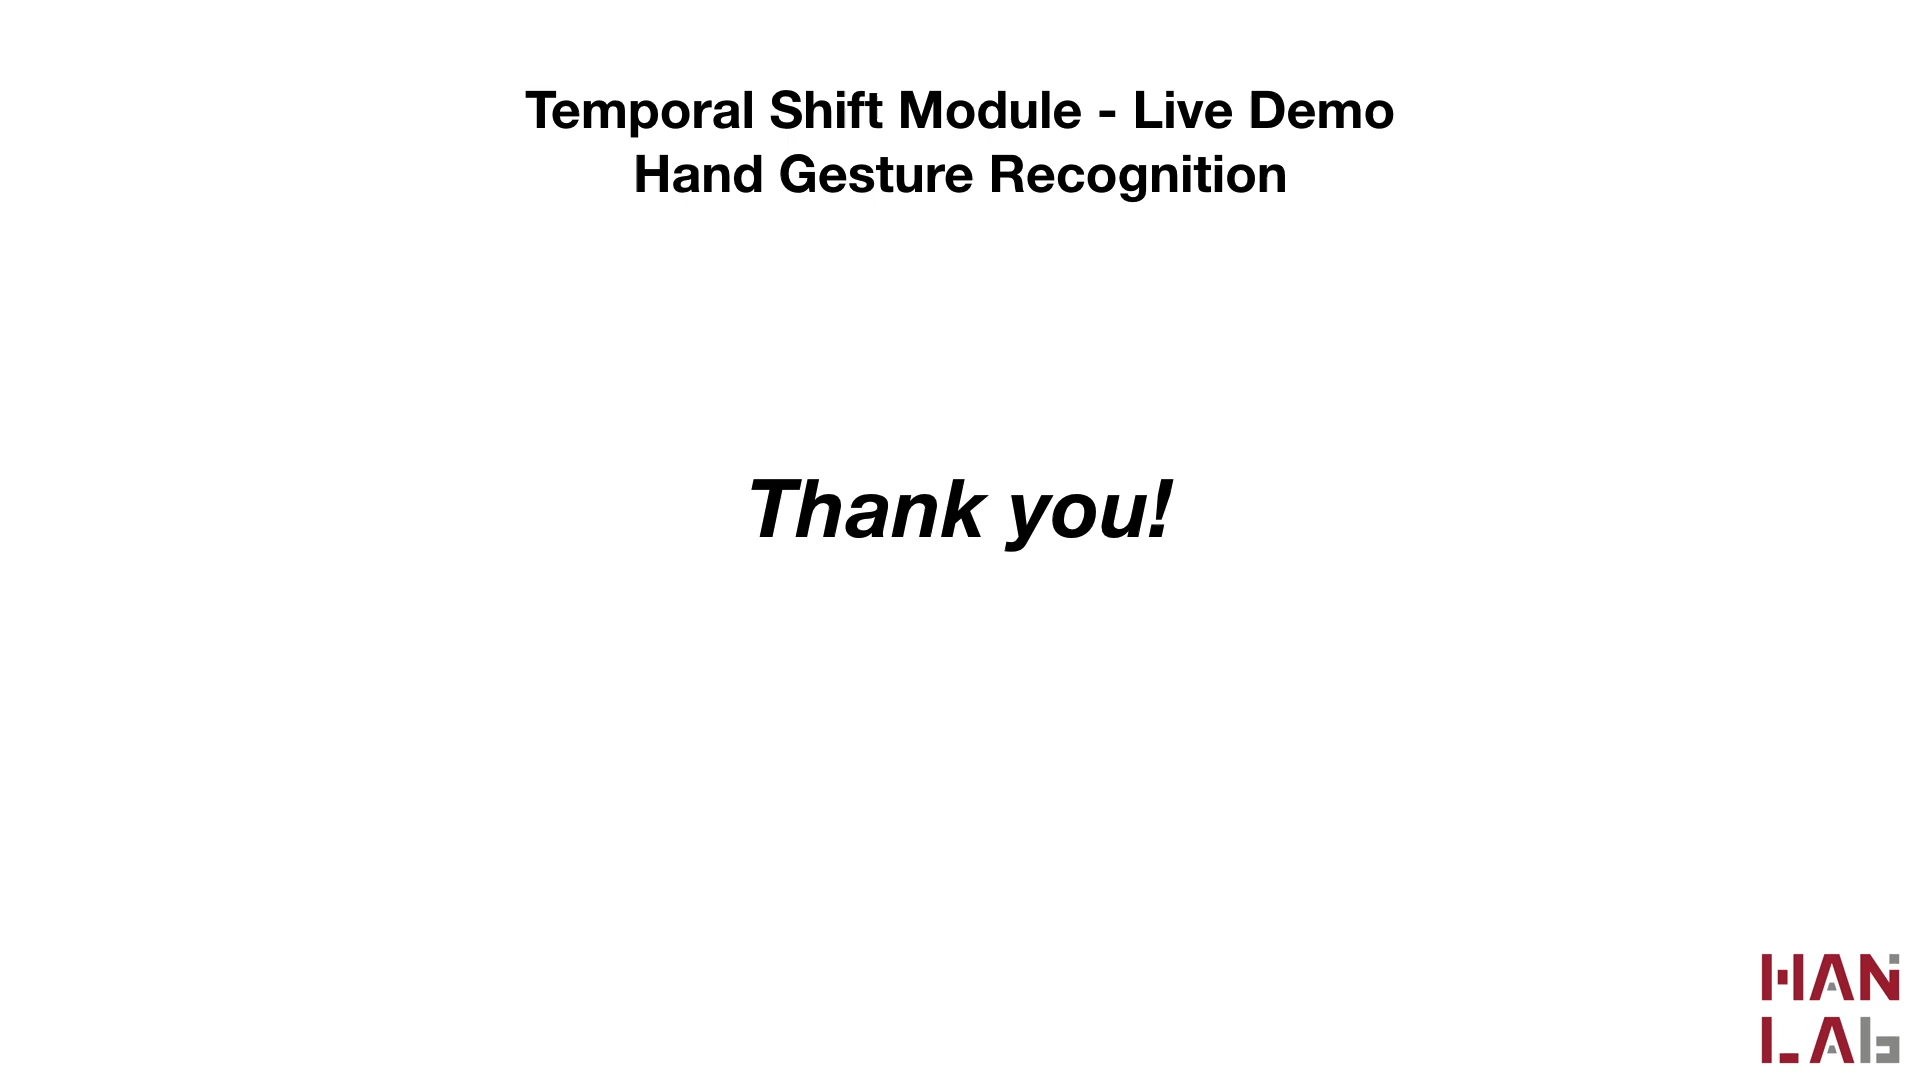 Temporal Shift Module - Live Demo
Hand Gesture Recognition
Thank you!
HAN
LAb